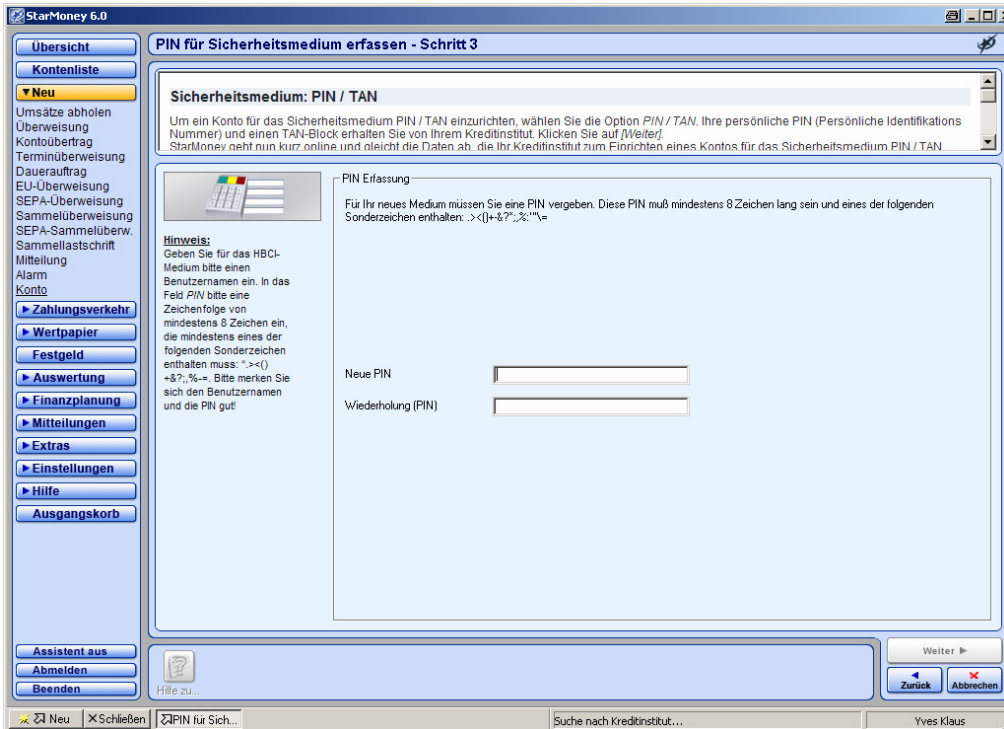 StarMoney 6.0
Übersicht
Kontenliste
Neu
Umsätze abholen
Überweisung
Kontoübertrag
Terminüberweisung
Dauerauftrag
EU-Überweisung
SEPA-Überweisung
Sammelüberweisung
SEPA-Sammelüberw.
Sammellastschrift
Mitteilung
Alarm
Konto
Zahlungsverkehr
Wertpapier
Festgeld
Auswertung
Finanzplanung
Mitteilungen
Extras
Einstellungen
Hilfe
Ausgangskorb
Assistent aus
Abmelden
Beenden
PIN für Sicherheitsmedium erfassen - Schritt 3
Sicherheitsmedium: PIN / TAN
Um ein Konto für das Sicherheitsmedium PIN / TAN einzurichten, wählen Sie die Option PIN / TAN. Ihre persönliche PIN (Persönliche Identifikations
Nummer) und einen TAN-Block erhalten Sie von Ihrem Kreditinstitut. Klicken Sie auf [Weiter].
StarMoney geht nun kurz online und gleicht die Daten ab, die Ihr Kreditinstitut zum Einrichten eines Kontos für das Sicherheitsmedium PIN / TAN
Hinweis:
Geben Sie für das HBCI-
Medium bitte einen
Benutzernamen ein. In das
Feld PIN bitte eine
Zeichenfolge von
mindestens 8 Zeichen ein,
die mindestens eines der
folgenden Sonderzeichen
enthalten muss: “.><()
+&?;,%-=. Bitte merken Sie
sich den Benutzernamen
und die PIN gut!
PIN Erfassung
Für Ihr neues Medium müssen Sie eine PIN vergeben. Diese PIN muß mindestens 8 Zeichen lang sein und eines der folgenden
Sonderzeichen enthalten: .><()+-&?*;,%:'"\=
Neue PIN
Wiederholung (PIN)
Hilfe zu...
Weiter
Zurück
Abbrechen
Neu
Schließen
PIN für Sich...
Suche nach Kreditinstitut...
Yves Klaus